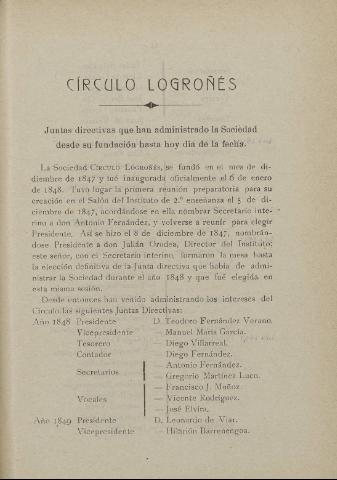 CÍRCULO LOGROÑÉS
Juntas directivas que han administrado la Sociedad
desde su fundación hasta hoy día de la fecha.
La Sociedad CÍRCULO LOGROÑÉS, se fundó en el mes de di-
ciembre de 1847 y fué inaugurada oficialmente el 6 de enero
de 1848. Tuvo lugar la primera reunión preparatoria para su
creación en el Salón del Instituto de 2.ª enseñanza el 5 de di-
ciembre de 1847, acordándose en ella nombrar Secretario inte-
rino a don Antonio Fernández, y volverse a reunir para elegir
Presidente. Así se hizo el 8 de diciembre de 1847, nombrán-
dose Presidente a don Julián Orodea, Director del Instituto;
este señor, con el Secretario interino, formaron la mesa hasta
la elección definitiva de la Junta directiva que había de admi-
nistrar la Sociedad durante el año 1848 y que fué elegida en
esta misma sesión.
Desde entonces han venido administrando los intereses del
Círculo las siguientes Juntas Directivas:
Año 1848 Presidente D. Teodoro Fernández Verano.
Vicepresidente — Manuel María García.
Tesorero — Diego Villarreal.
Contador — Diego Fernández.
Secretarios — Antonio Fernández.
— Gregorio Martínez Luen.
Vocales — Francisco J. Muñoz.
— Vicente Rodríguez.
— José Elvira.
Año 1849 Presidente D. Leonardo de Viar.
Vicepresidente — Hilarión Barrenengoa.